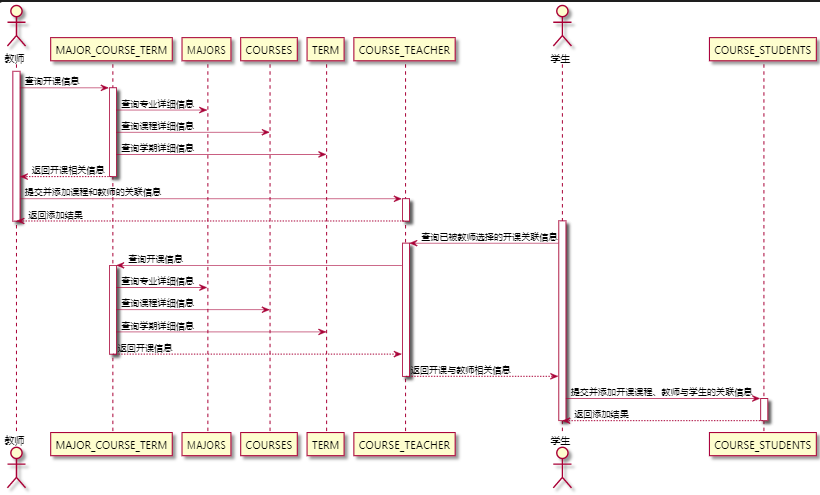 教师
MAJOR_COURSE_TERM
MAJORS
COURSES
TERM
COURSE_TEACHER
学生
COURSE_STUDENTS
查询开课信息
查询专业详细信息
查询课程详细信息
查询学期详细信息
返回开课相关信息
提交并添加课程和教师的关联信息
返回添加结果
查询已被教师选择的开课关联信息
查询开课信息
查询专业详细信息
查询课程详细信息
查询学期详细信息
返回开课信息
返回开课与教师相关信息
提交并添加开课课程、教师与学生的关联信息
返回添加结果
教师
MAJOR_COURSE_TERM
MAJORS
COURSES
TERM
COURSE_TEACHER
学生
COURSE_STUDENTS